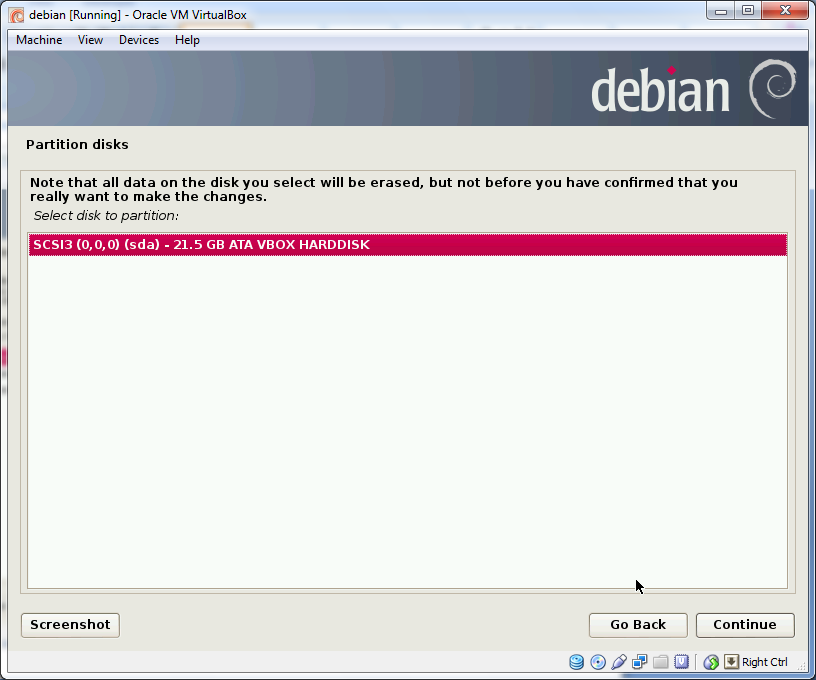 debian [Running] - Oracle VM VirtualBox
Machine View Devices Help
debian
Partition disks
Note that all data on the disk you select will be erased, but not before you have confirmed that you
really want to make the changes.
Select disk to partition:
SCSI3 (0,0,0) (sda) - 21.5 GB ATA VBOX HARDDISK
Screenshot Go Back Continue
Right Ctrl